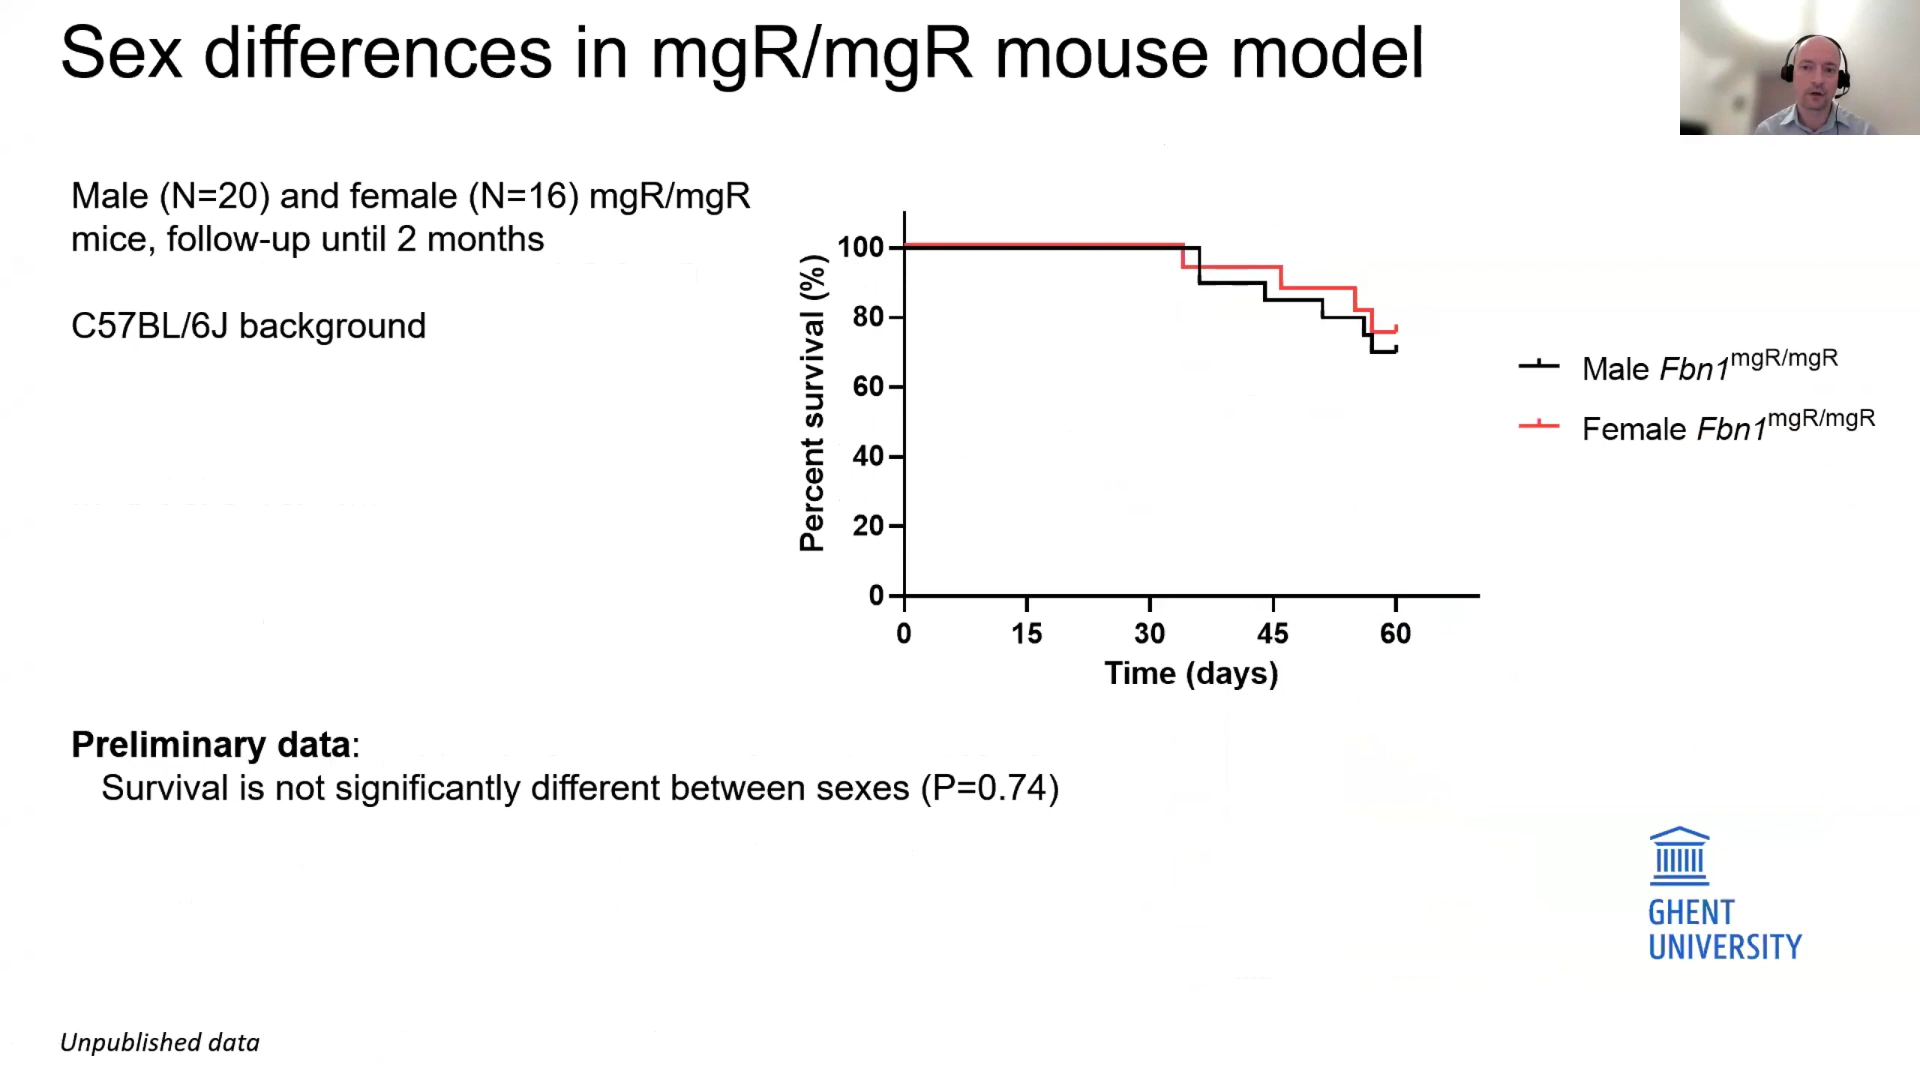 Sex differences in mgR/mgR mouse model
Male (N=20) and female (N=16) mgR/mgR
mice, follow-up until 2 months
C57BL/6J background
Percent survival (%)
100
80
60
40
20
0
0 15 30 45 60
Time (days)
Male Fbn1mgR/mgR
Female Fbn1mgR/mgR
Preliminary data:
Survival is not significantly different between sexes (P=0.74)
GHENT
UNIVERSITY
Unpublished data